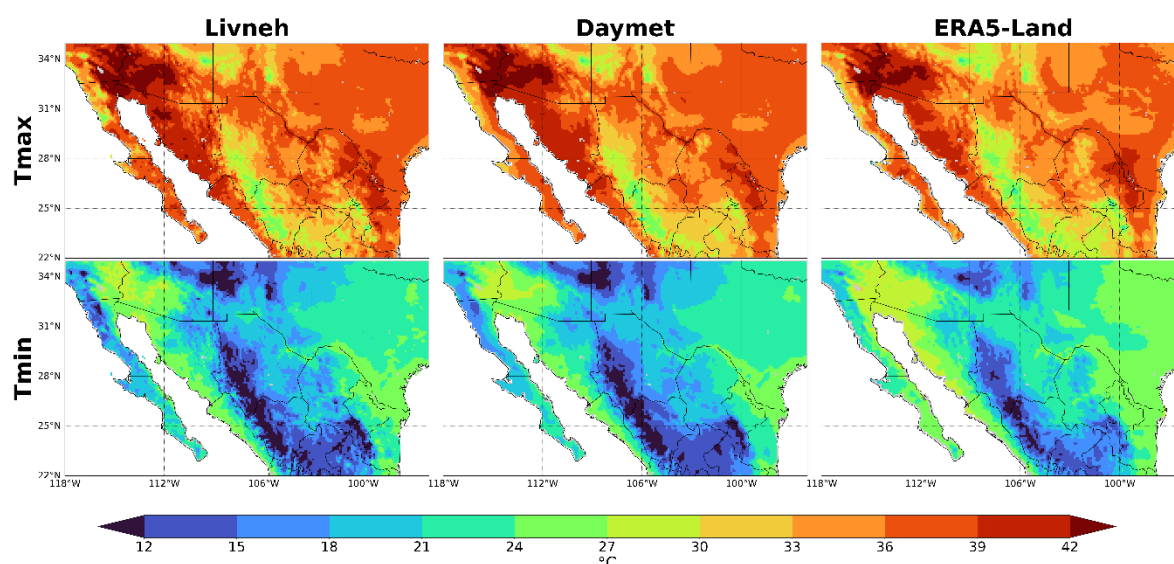 Livneh Daymet ERA5-Land
Tmax
34°N
31°N
28°N
25°N
22°N
Tmin
34°N
31°N
28°N
25°N
22°N
118°W 112°W 106°W 100°W 118°W 112°W 106°W 100°W 118°W 112°W 106°W 100°W
12 15 18 21 24 27 30 33 36 39 42
°C